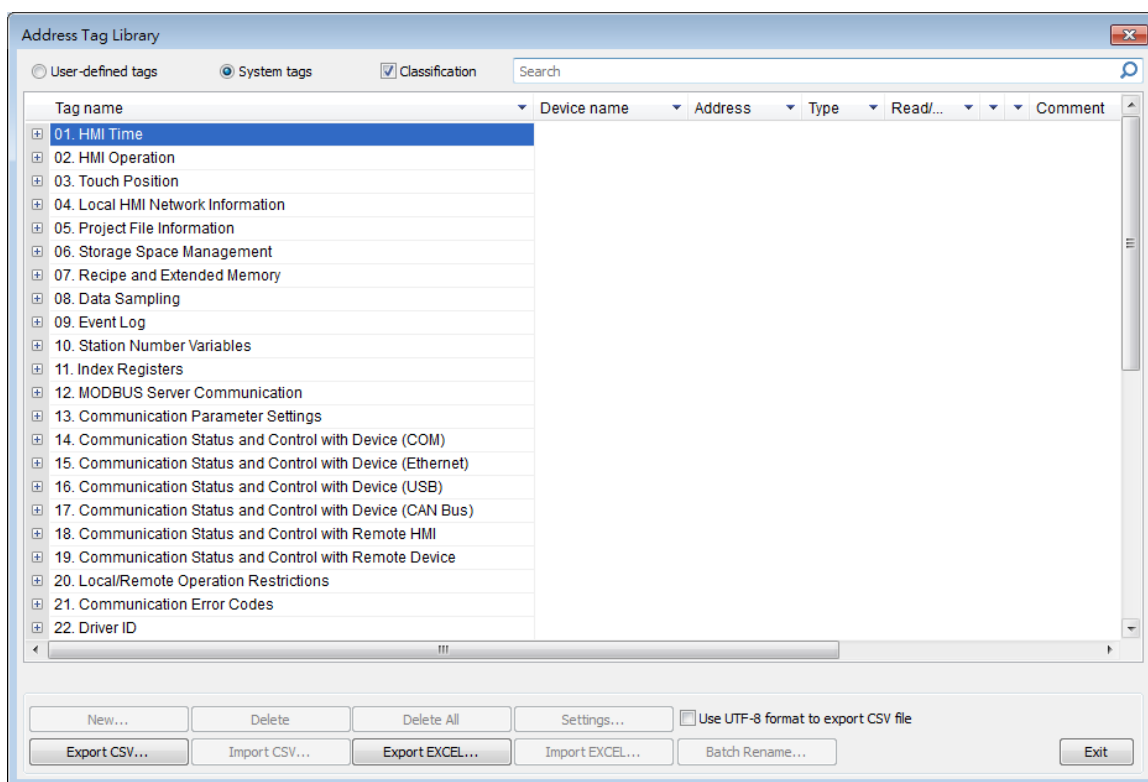 Address Tag Library
User-defined tags System tags Classification Search
Tag name Device name Address Type Read/... Comment
01. HMI Time
02. HMI Operation
03. Touch Position
04. Local HMI Network Information
05. Project File Information
06. Storage Space Management
07. Recipe and Extended Memory
08. Data Sampling
09. Event Log
10. Station Number Variables
11. Index Registers
12. MODBUS Server Communication
13. Communication Parameter Settings
14. Communication Status and Control with Device (COM)
15. Communication Status and Control with Device (Ethernet)
16. Communication Status and Control with Device (USB)
17. Communication Status and Control with Device (CAN Bus)
18. Communication Status and Control with Remote HMI
19. Communication Status and Control with Remote Device
20. Local/Remote Operation Restrictions
21. Communication Error Codes
22. Driver ID
New... Delete Delete All Settings... Use UTF-8 format to export CSV file
Export CSV... Import CSV... Export EXCEL... Import EXCEL... Batch Rename... Exit